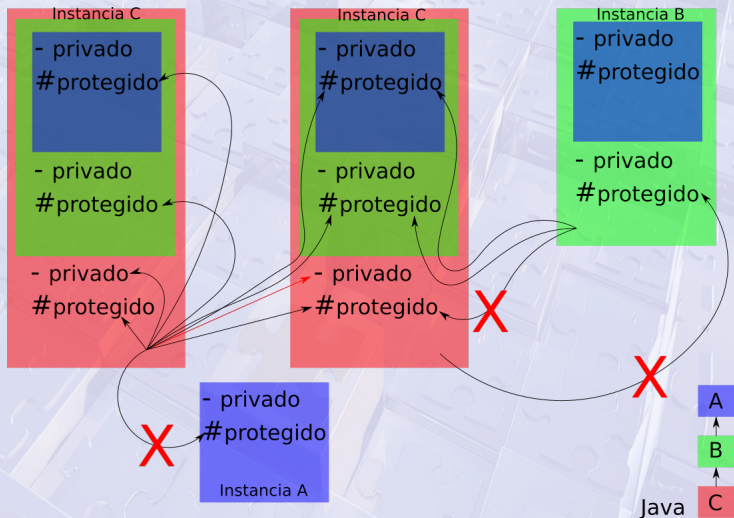 Instancia C
- privado
#protegido
- privado
#protegido
- privado
#protegido
Instancia C
- privado
#protegido
- privado
#protegido
- privado
#protegido
Instancia B
- privado
#protegido
- privado
#protegido
X
X
X
- privado
#protegido
Instancia A
A
B
C
Java